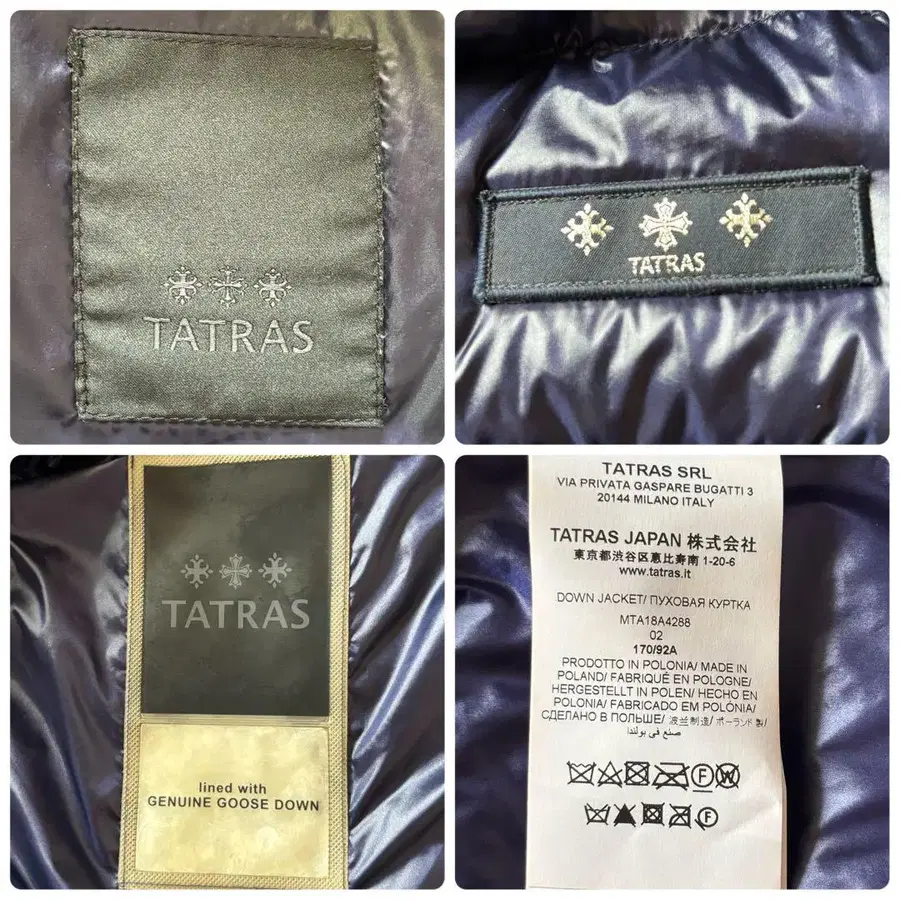 TATRAS
TATRAS
TATRAS
lined with
GENUINE GOOSE DOWN
TATRAS SRL
VIA PRIVATA GASPARE BUGATTI 3
20144 MILANO ITALY
TATRAS JAPAN 株式会社
東京都渋谷区恵比寿南 1-20-6
www.tatras.it
DOWN JACKET/ ПУХОВАЯ КУРТКА
MTA18A4288
02
170/92A
PRODOTTO IN POLONIA/ MADE IN
POLAND/ FABRIQUÉ EN POLOGNE/
HERGESTELLT IN POLEN/ HECHO EN
POLONIA/ FABRICADO EM POLÓNIA/
СДЕЛАНО В ПОЛЬШЕ/ 波兰制造/ ポーランド製/
صنع في بولندا
F W
F